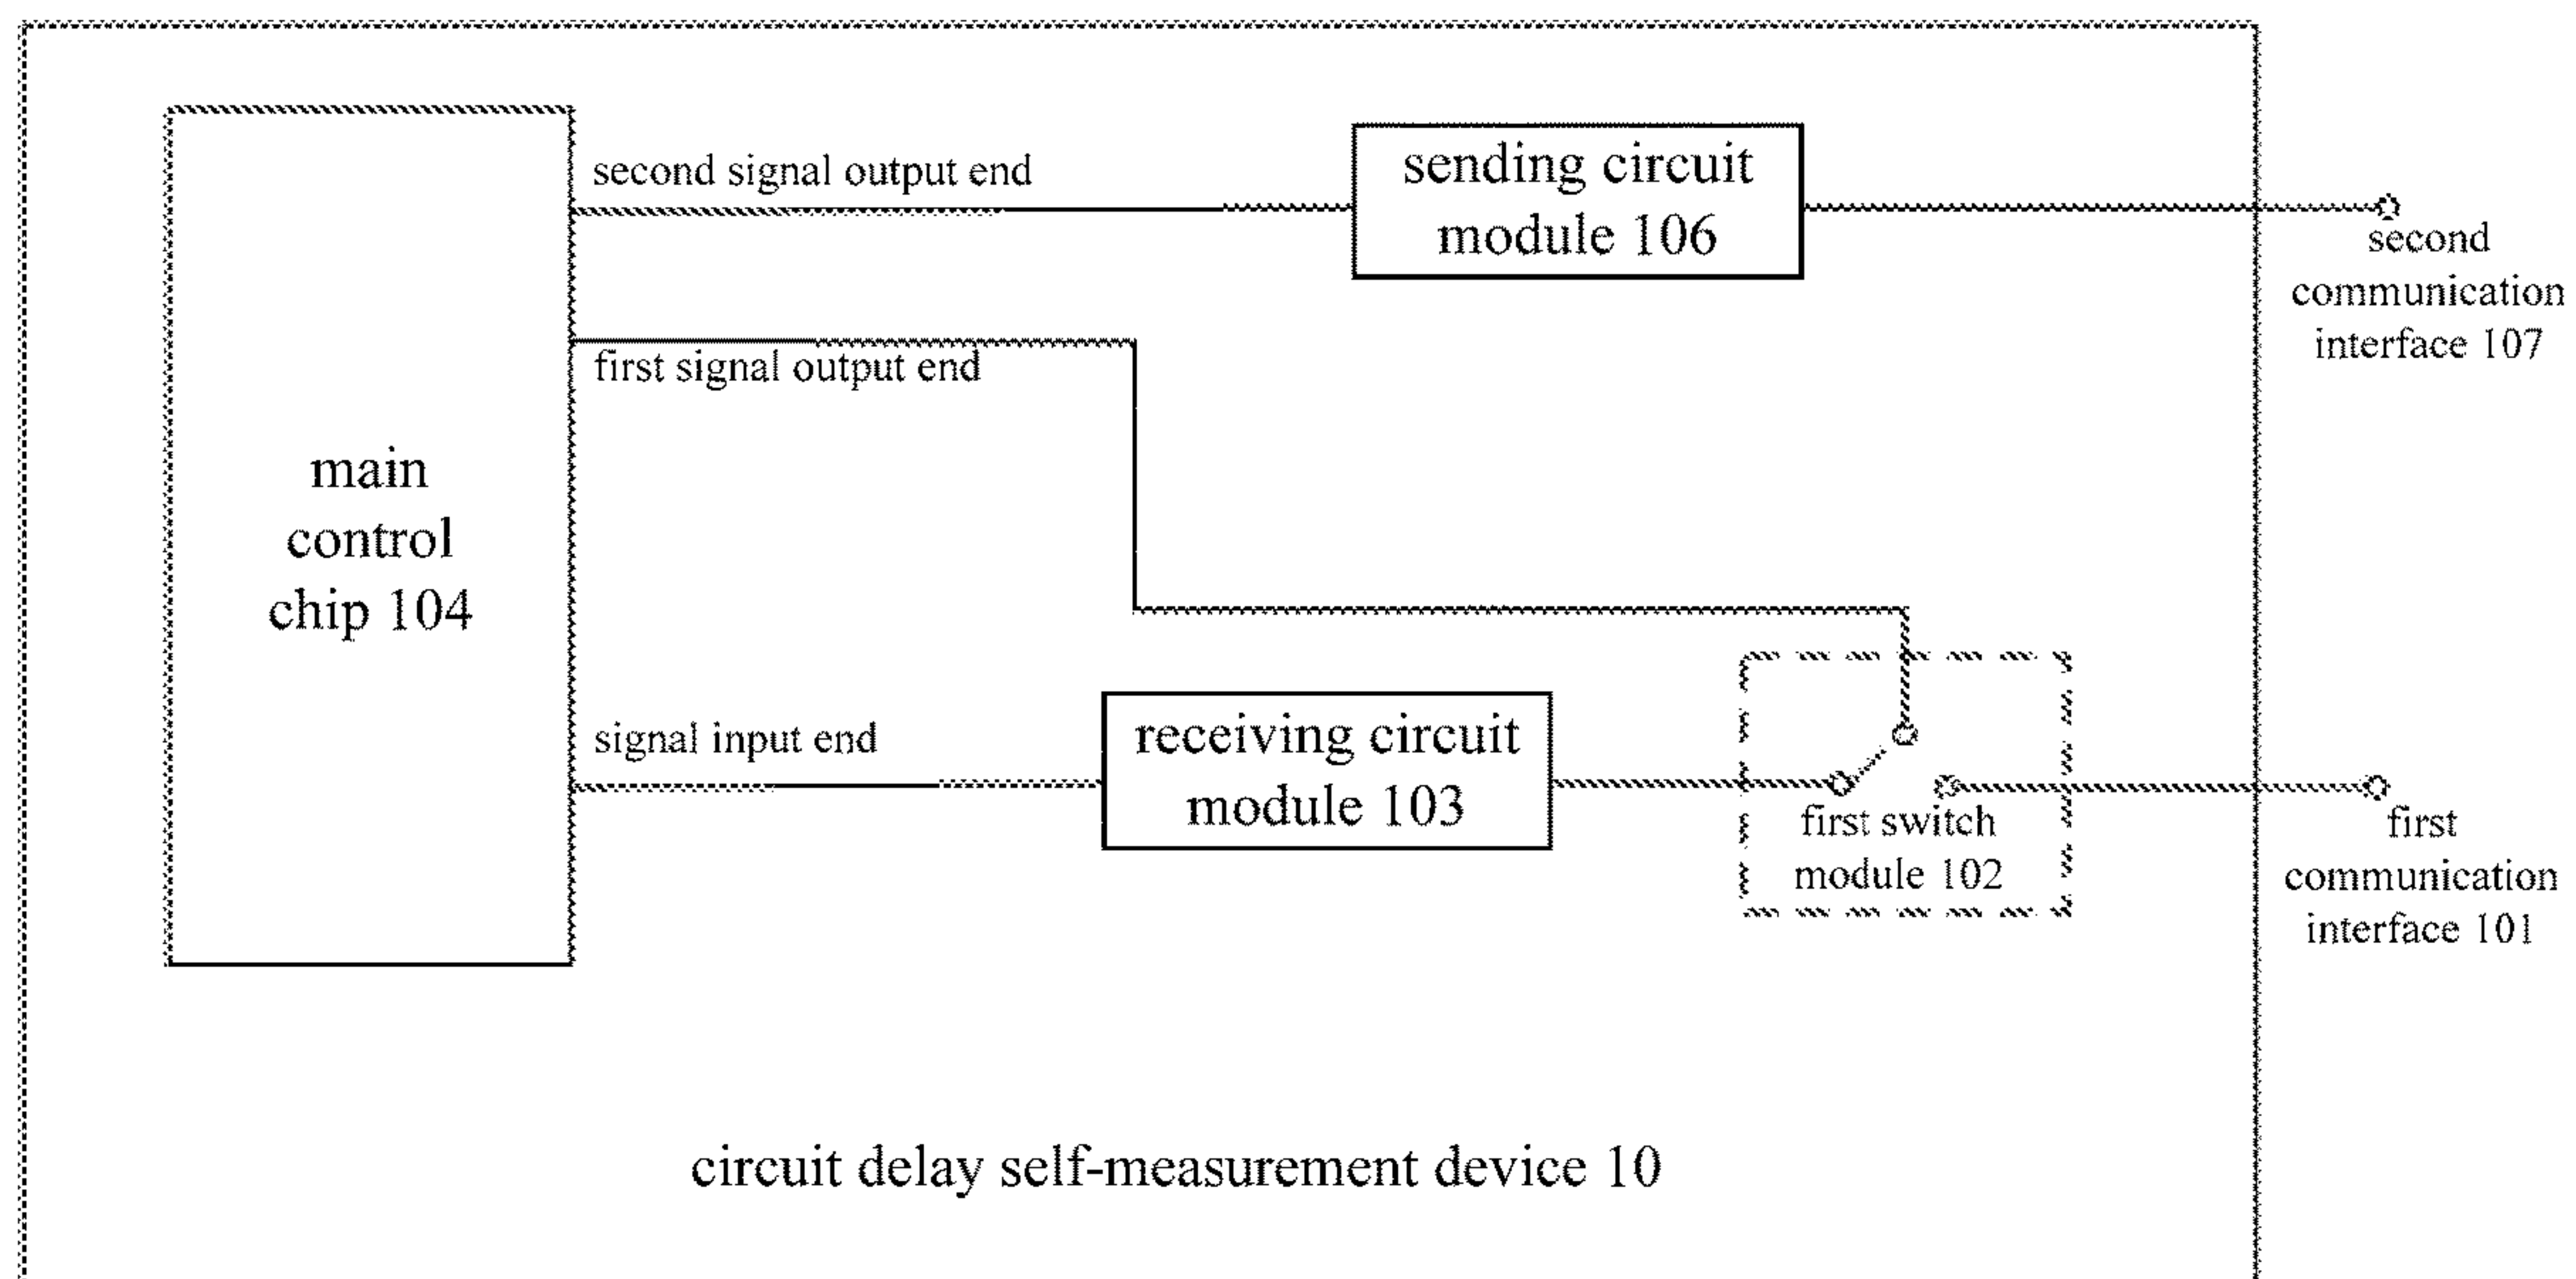 second signal output end
sending circuit
module 106
second
communication
interface 107
first signal output end
main
control
chip 104
signal input end
receiving circuit
module 103
first switch
module 102
first
communication
interface 101
circuit delay self-measurement device 10